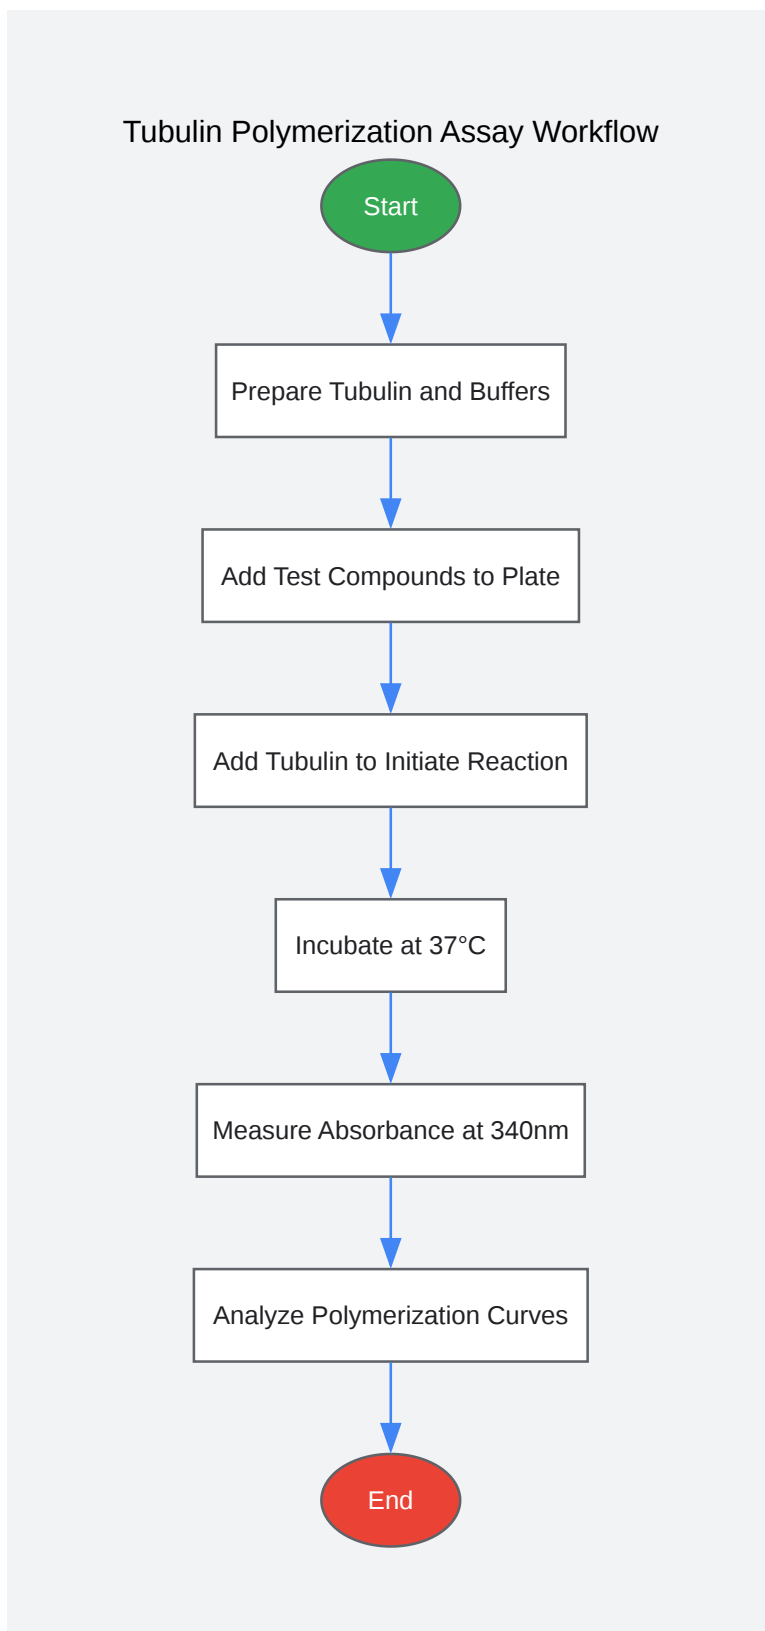 Tubulin Polymerization Assay Workflow
Start
Prepare Tubulin and Buffers
Add Test Compounds to Plate
Add Tubulin to Initiate Reaction
Incubate at 37°C
Measure Absorbance at 340nm
Analyze Polymerization Curves
End